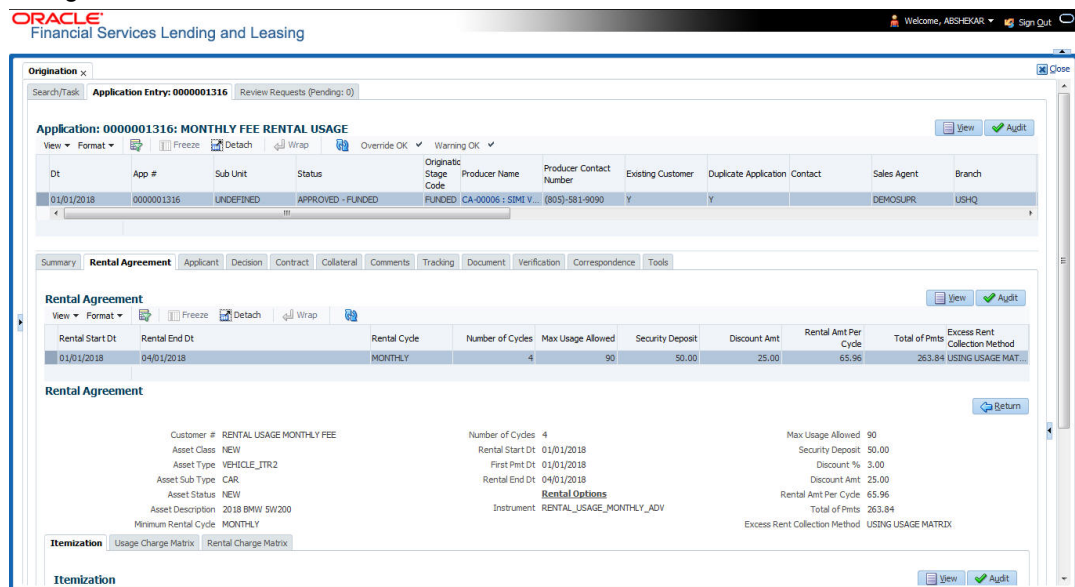 ORACLE
Financial Services Lending and Leasing
Welcome, ABSHEKAR Sign Out
Origination x
Close
Search/Task Application Entry: 0000001316 Review Requests (Pending: 0)
Application: 0000001316: MONTHLY FEE RENTAL USAGE
View Audit
View Format Freeze Detach Wrap Override OK Warning OK
Dt App # Sub Unit Status Originatio Stage Code Producer Name Producer Contact Number Existing Customer Duplicate Application Contact Sales Agent Branch
01/01/2018 0000001316 UNDEFINED APPROVED - FUNDED FUNDED CA-00006 : SIMI V... (805)-581-9090 Y Y DEMOSUPR USHQ
Summary Rental Agreement Applicant Decision Contract Collateral Comments Tracking Document Verification Correspondence Tools
Rental Agreement
View Audit
View Format Freeze Detach Wrap
Rental Start Dt Rental End Dt Rental Cycle Number of Cycles Max Usage Allowed Security Deposit Discount Amt Rental Amt Per Cycle Total of Pmts Excess Rent Collection Method
01/01/2018 04/01/2018 MONTHLY 4 90 50.00 25.00 65.96 263.84 USING USAGE MAT...
Rental Agreement
Return
Customer # RENTAL USAGE MONTHLY FEE Number of Cycles 4 Max Usage Allowed 90
Asset Class NEW Rental Start Dt 01/01/2018 Security Deposit 50.00
Asset Type VEHICLE_ITR2 First Pmt Dt 01/01/2018 Discount % 3.00
Asset Sub Type CAR Rental End Dt 04/01/2018 Discount Amt 25.00
Asset Status NEW Rental Options Rental Amt Per Cycle 65.96
Asset Description 2018 BMW 5W200 Instrument RENTAL_USAGE_MONTHLY_ADV Total of Pmts 263.84
Minimum Rental Cycle MONTHLY Excess Rent Collection Method USING USAGE MATRIX
Itemization Usage Charge Matrix Rental Charge Matrix
Itemization
View Audit